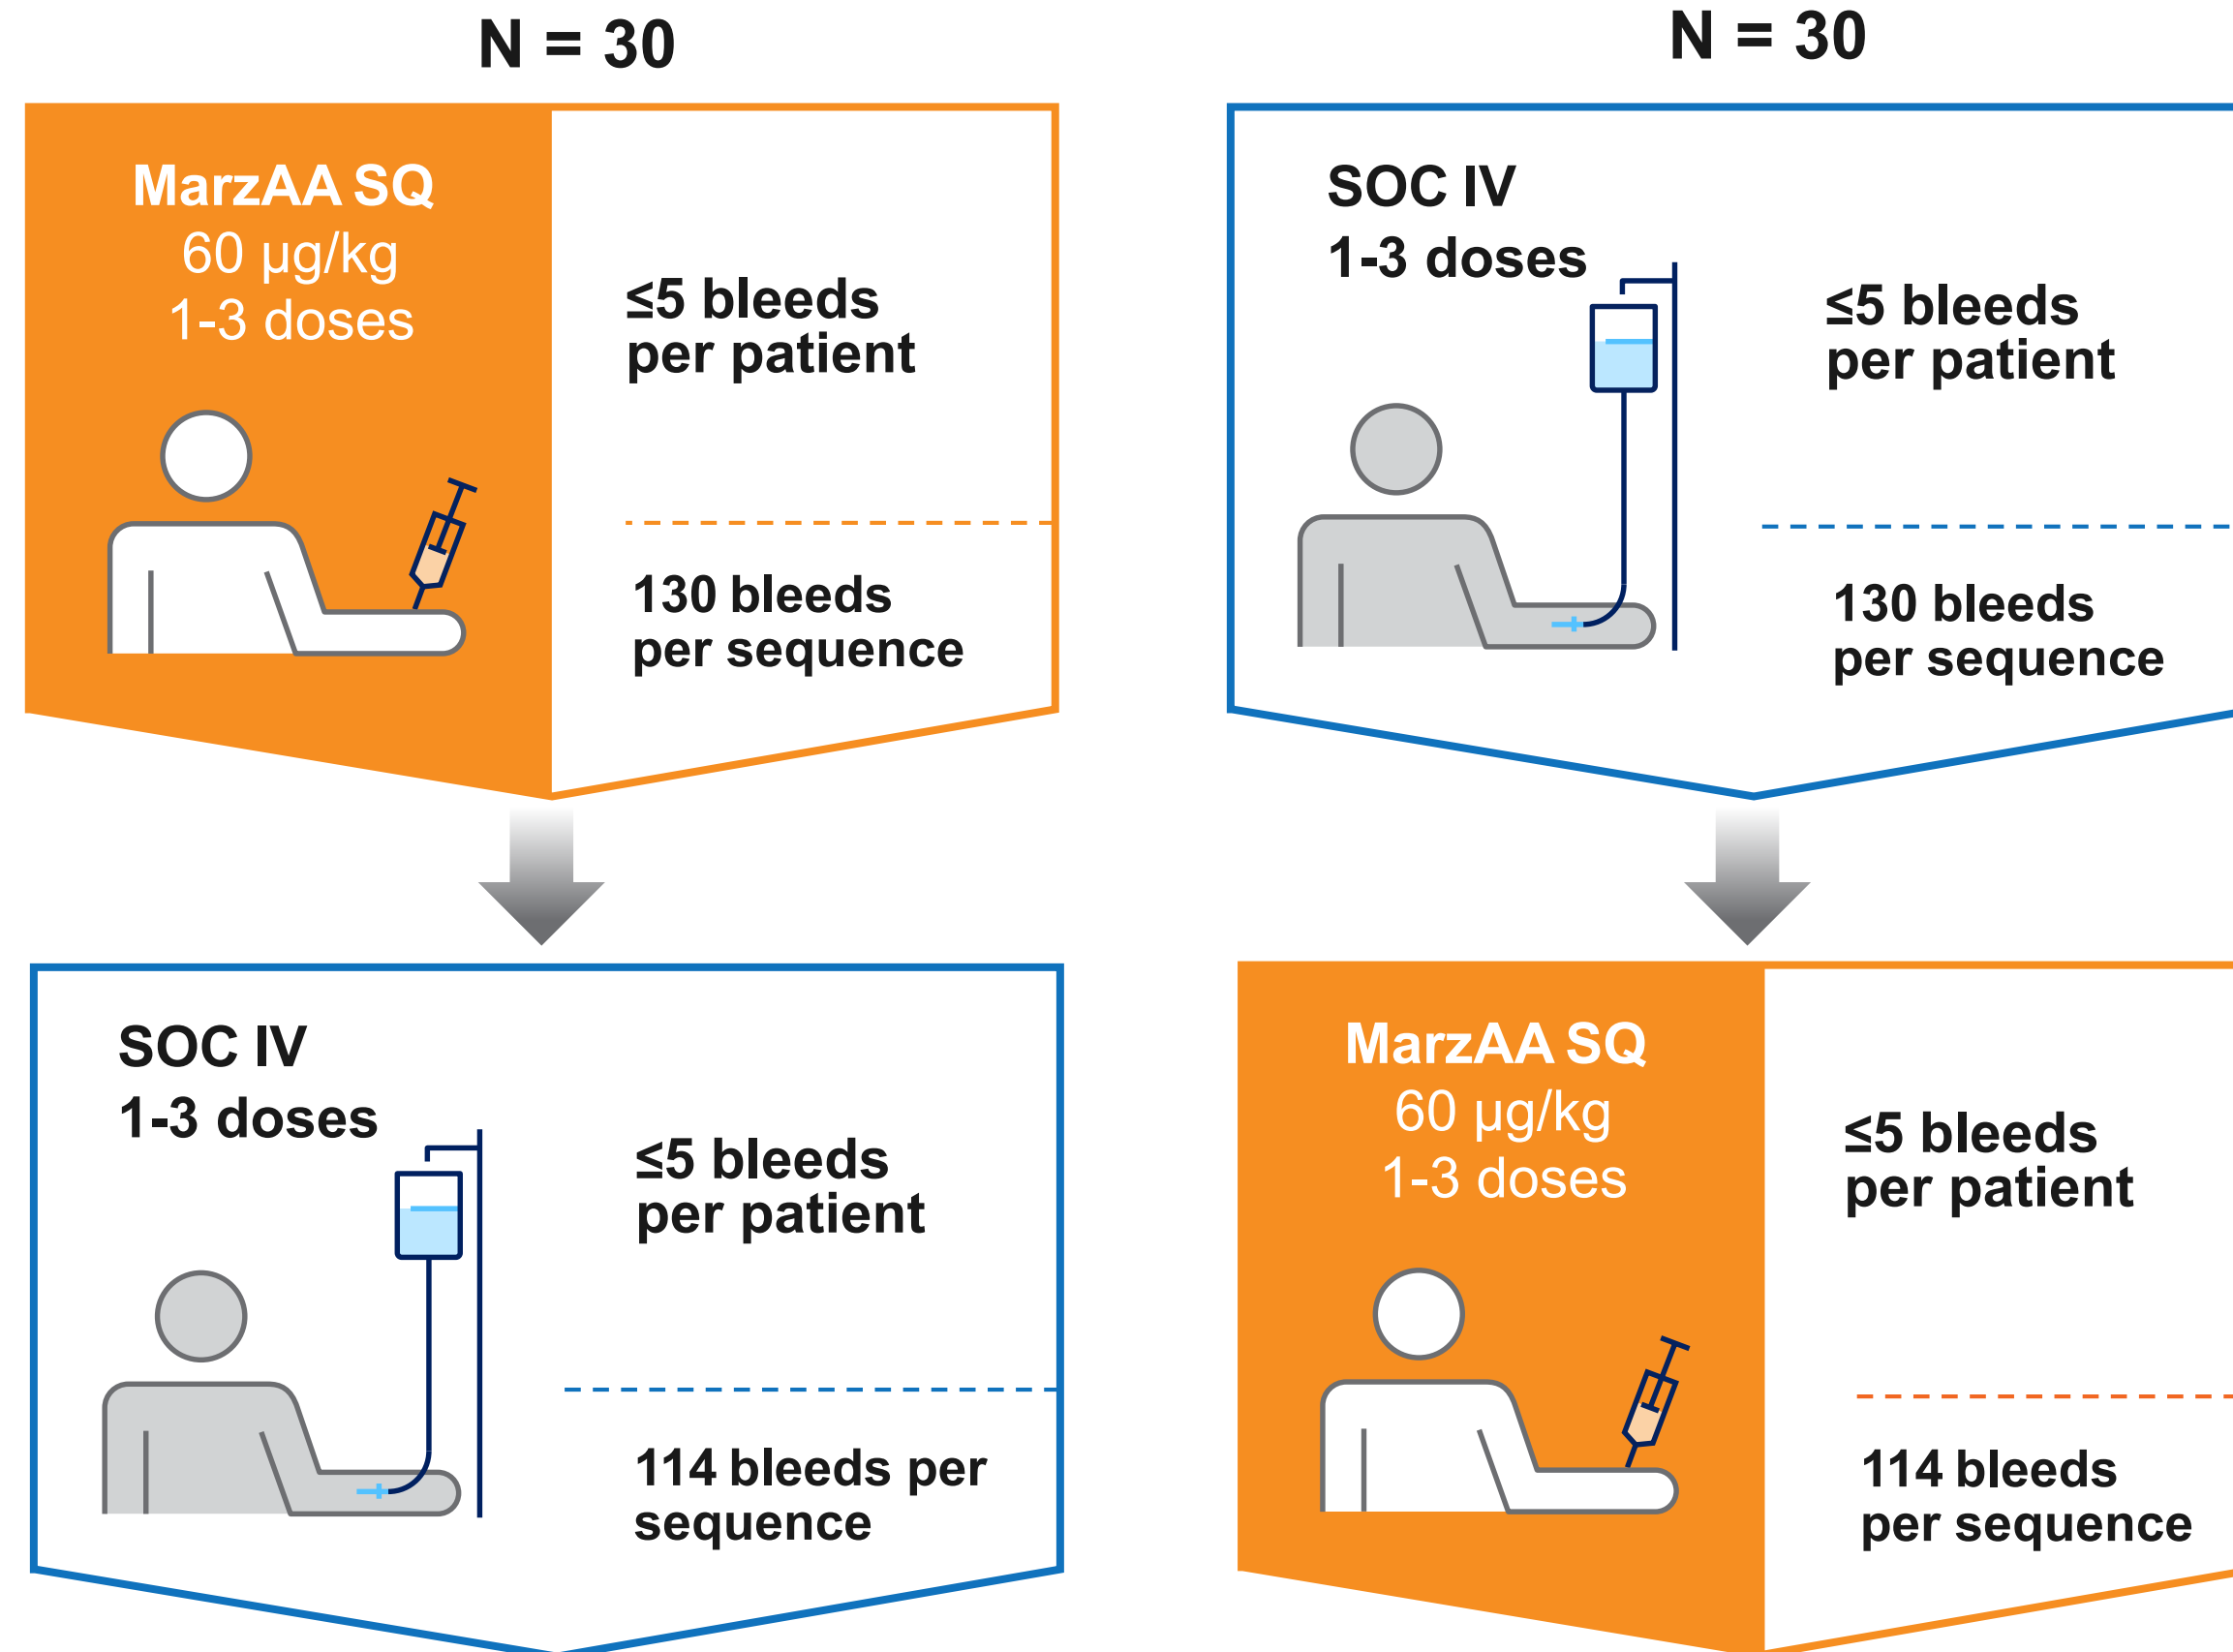 N = 30
MarzAA SQ
60 μg/kg
1-3 doses
≤5 bleeds
per patient
130 bleeds
per sequence
N = 30
SOC IV
1-3 doses
≤5 bleeds
per patient
130 bleeds
per sequence
SOC IV
1-3 doses
≤5 bleeds
per patient
114 bleeds per
sequence
MarzAA SQ
60 μg/kg
1-3 doses
≤5 bleeds
per patient
114 bleeds
per sequence